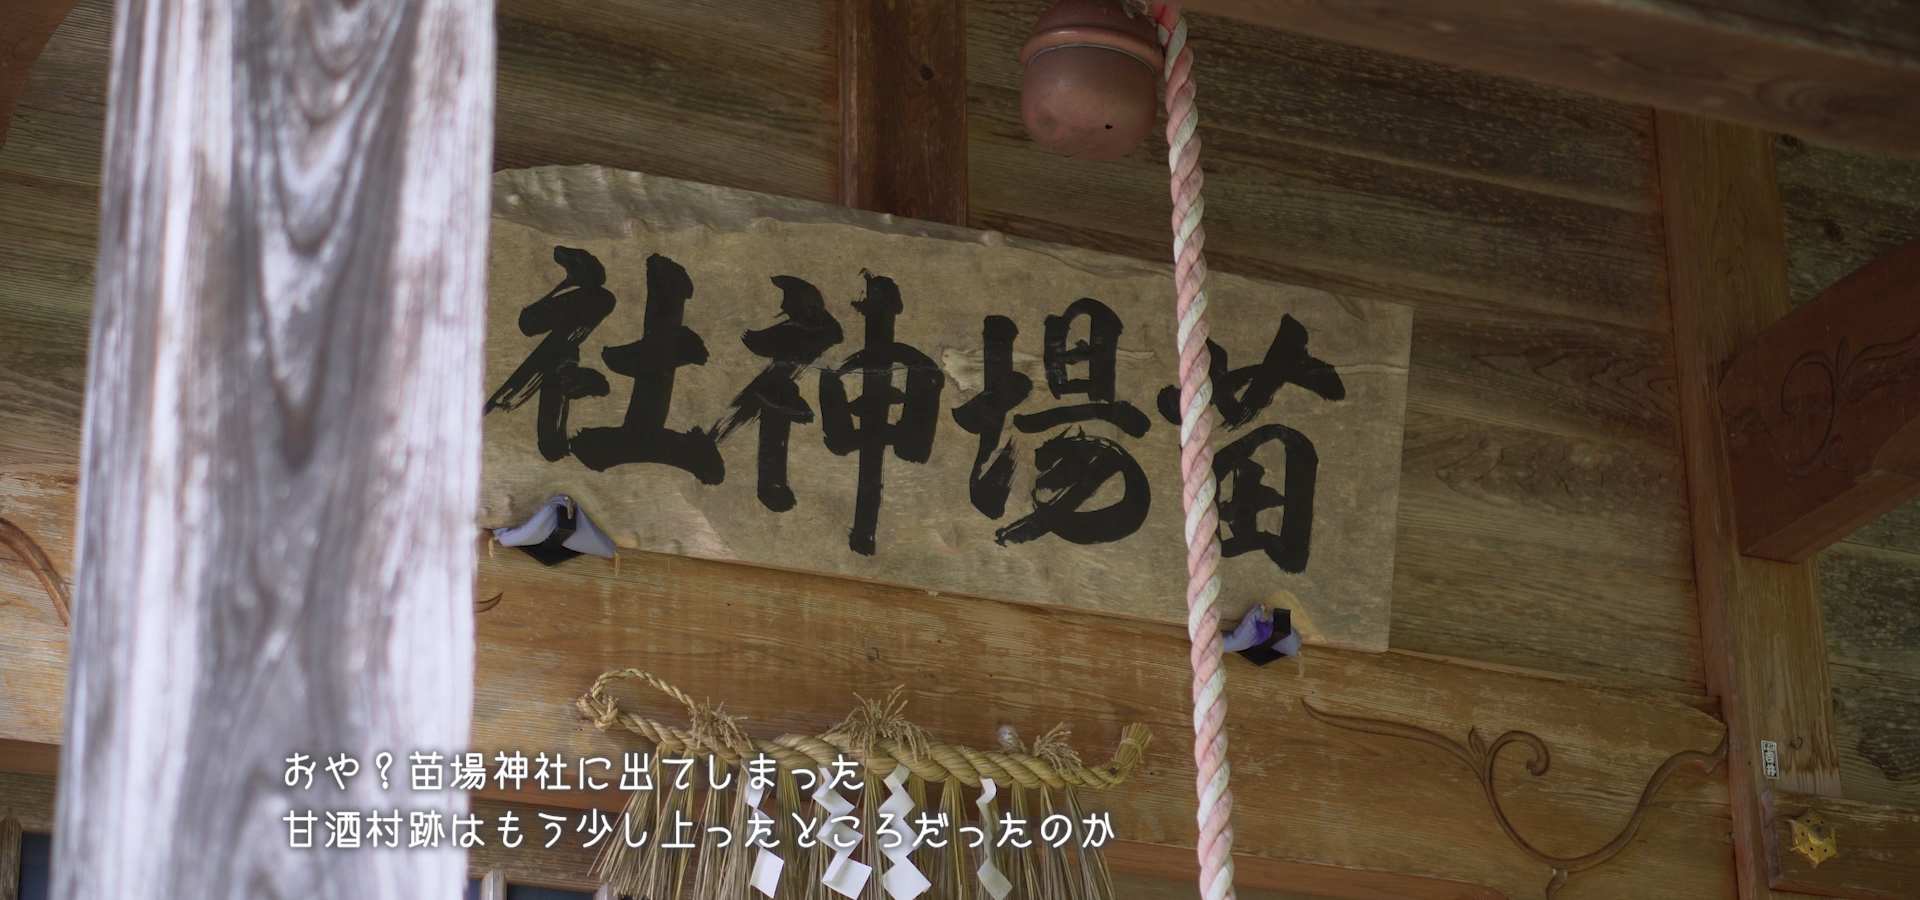 苗場神社
おや？苗場神社に出てしまった
甘酒村跡はもう少し上ったところだったのか